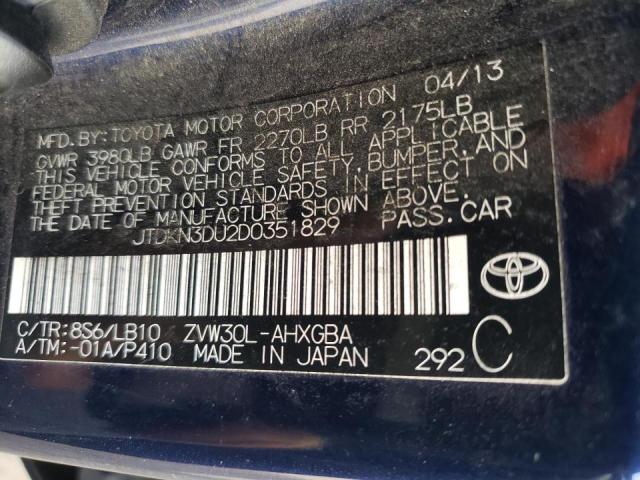 MFD. BY: TOYOTA MOTOR CORPORATION 04/13
GVWR 3980LB GAWR FR 2270LB RR 2175LB
THIS VEHICLE CONFORMS TO ALL APPLICABLE
FEDERAL MOTOR VEHICLE SAFETY, BUMPER, AND
THEFT PREVENTION STANDARDS IN EFFECT ON
THE DATE OF MANUFACTURE SHOWN ABOVE.
JTDKN3DU2D0351829 PASS. CAR
C/TR: 8S6/LB10 ZVW30L-AHXGBA
A/TM: -01A/P410 MADE IN JAPAN
292 C